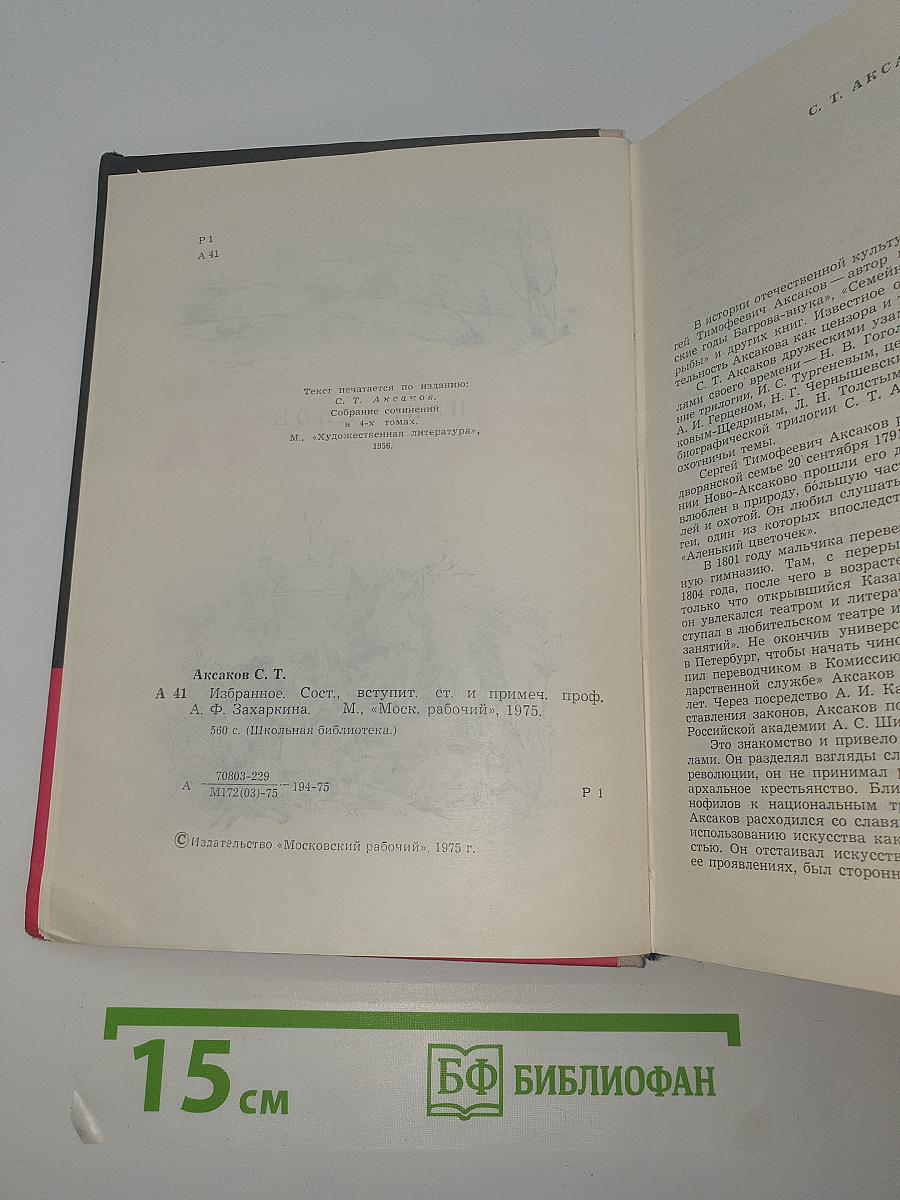 Р 1
А 41
Текст печатается по изданию:
С. Т. Аксаков.
Собрание сочинений
в 4-х томах.
М., «Художественная литература»,
1956.
Аксаков С. Т.
А 41 Избранное. Сост., вступит. ст. и примеч. проф.
А. Ф. Захаркина. М., «Моск. рабочий», 1975.
560 с. (Школьная библиотека.)
А 70803-229
М172(03)-75 194-75
Р 1
© Издательство «Московский рабочий», 1975 г.
С. Т. АКСА
В истории отечественной культу
гей Тимофеевич Аксаков — автор
ские годы Багрова-внука», «Семейн
рыбы» и других книг. Известное о
тельность Аксакова как цензора и т
С. Т. Аксаков дружескими уза
лями своего времени — Н. В. Гогол
ние трилогии, И. С. Тургеневым, це
А. И. Герценом, Н. Г. Чернышевски
ковым-Щедриным, Л. Н. Толстым
биографической трилогии С. Т. А
охотничьи темы.
Сергей Тимофеевич Аксаков р
дворянской семье 20 сентября 1791
нии Ново-Аксаково прошли его д
влюблен в природу, бо́льшую част
лей и охотой. Он любил слушать
геи, один из которых впоследст
«Аленький цветочек».
В 1801 году мальчика переве
ную гимназию. Там, с переры
1804 года, после чего в возрасте
только что открывшийся Казан
он увлекался театром и литерат
ступал в любительском театре и
занятий». Не окончив универс
в Петербург, чтобы начать чино
пил переводчиком в Комиссию
дарственной службе» Аксаков
лет. Через посредство А. И. Ка
ставления законов, Аксаков по
Российской академии А. С. Ши
Это знакомство и привело
лами. Он разделял взгляды сл
революции, он не принимал
архальное крестьянство. Бли
нофилов к национальным тр
Аксаков расходился со славя
использованию искусства как
стью. Он отстаивал искусств
ее проявлениях, был сторонн
15 см
БФ БИБЛИОФАН